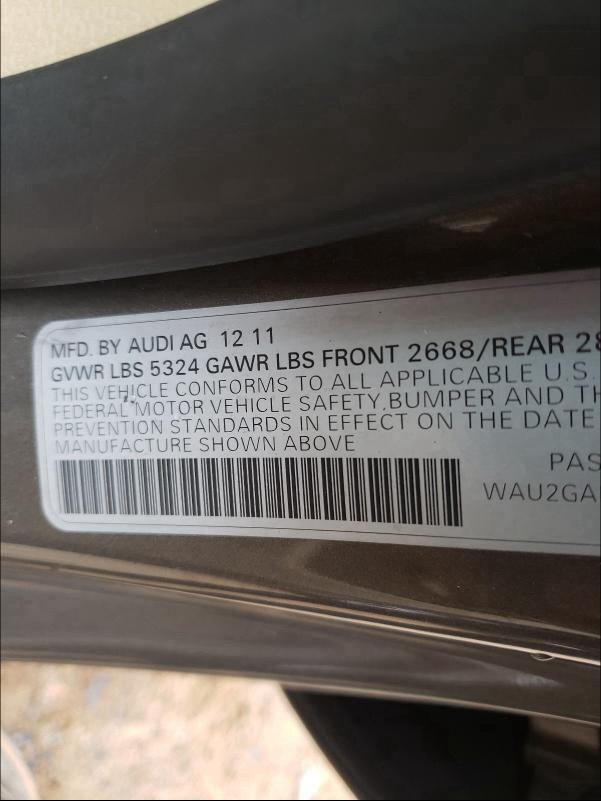 MFD. BY AUDI AG 12 11
GVWR LBS 5324 GAWR LBS FRONT 2668/REAR 28
THIS VEHICLE CONFORMS TO ALL APPLICABLE U.S.
FEDERAL MOTOR VEHICLE SAFETY, BUMPER AND TH
PREVENTION STANDARDS IN EFFECT ON THE DATE
MANUFACTURE SHOWN ABOVE
PAS
WAU2GA